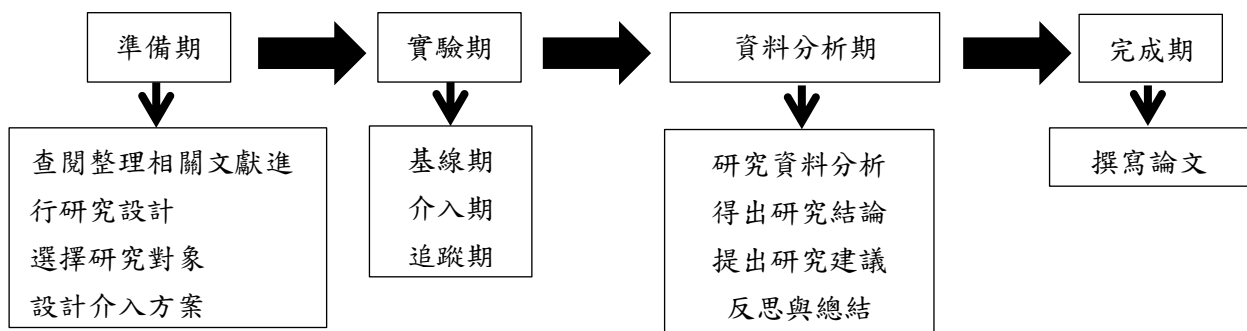 準備期
實驗期
資料分析期
完成期
查閱整理相關文獻進
行研究設計
選擇研究對象
設計介入方案
基線期
介入期
追蹤期
研究資料分析
得出研究結論
提出研究建議
反思與總結
撰寫論文